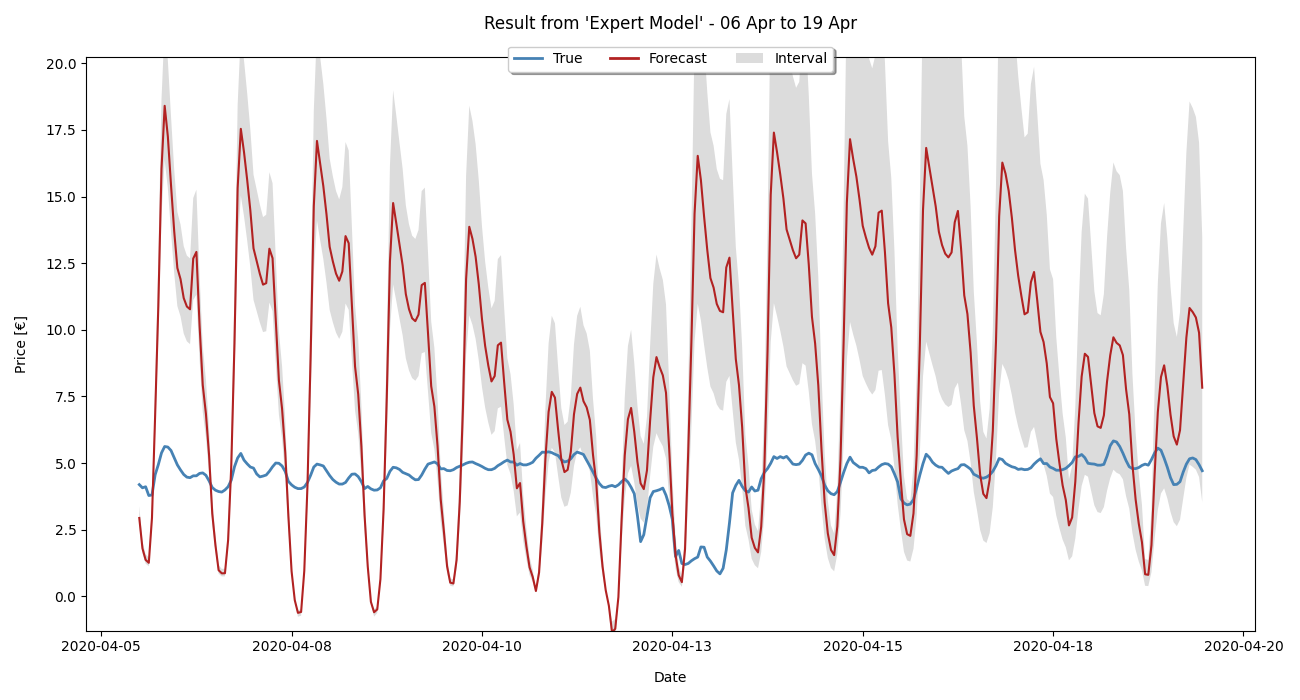 Result from 'Expert Model' - 06 Apr to 19 Apr
True Forecast Interval
20.0
17.5
15.0
12.5
10.0
7.5
5.0
2.5
0.0
Price [€]
2020-04-05 2020-04-08 2020-04-10 2020-04-13 2020-04-15 2020-04-18 2020-04-20
Date